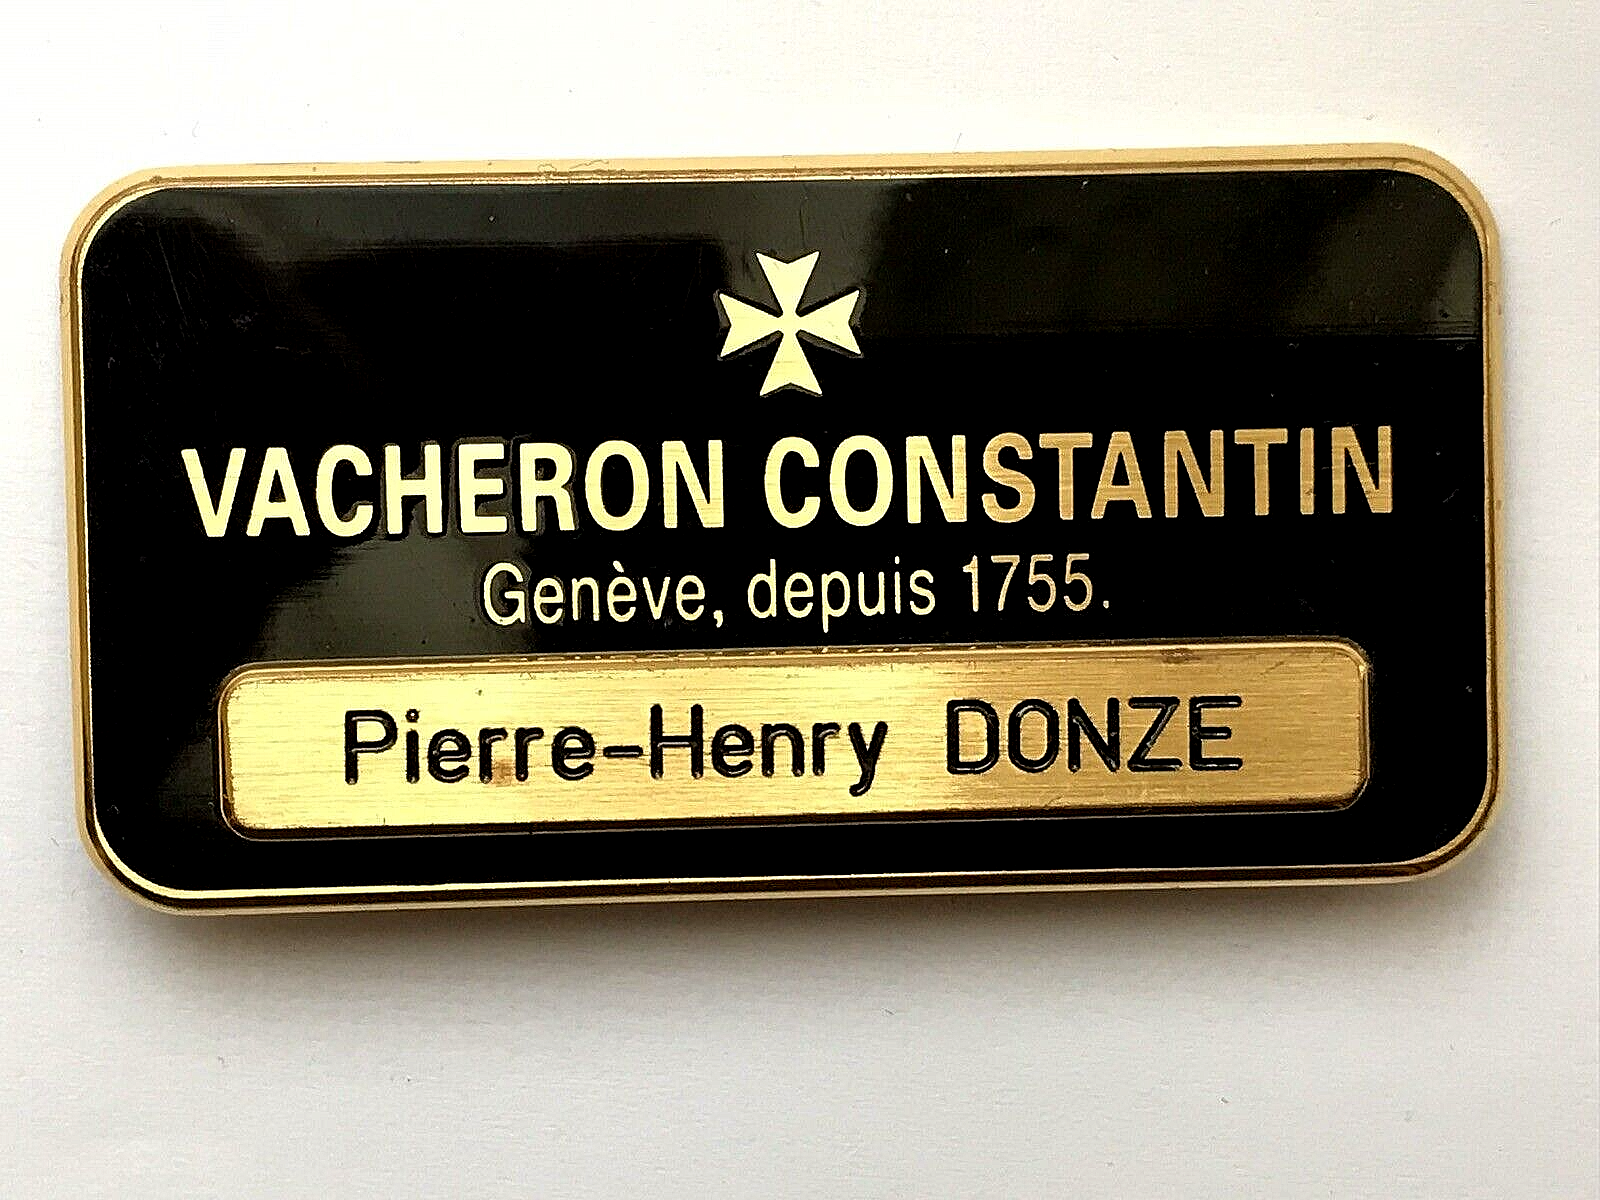 VACHERON CONSTANTIN
Genève, depuis 1755.
Pierre-Henry DONZE